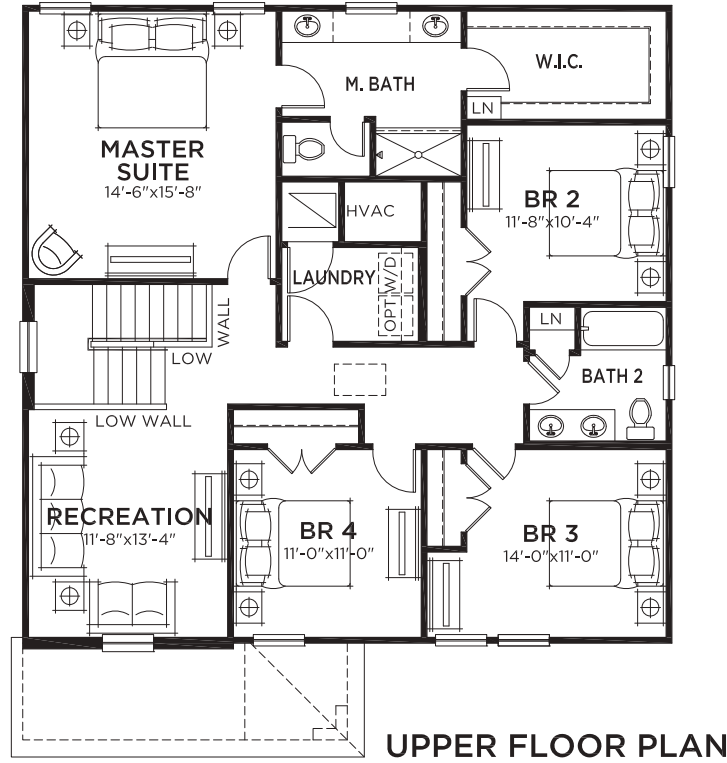 W.I.C.
M. BATH
LN
MASTER
SUITE
14'-6"x15'-8"
BR 2
11'-8"x10'-4"
HVAC
LAUNDRY
OPT W/D
WALL
LOW
LN
BATH 2
LOW WALL
RECREATION
11'-8"x13'-4"
BR 4
11'-0"x11'-0"
BR 3
14'-0"x11'-0"
UPPER FLOOR PLAN